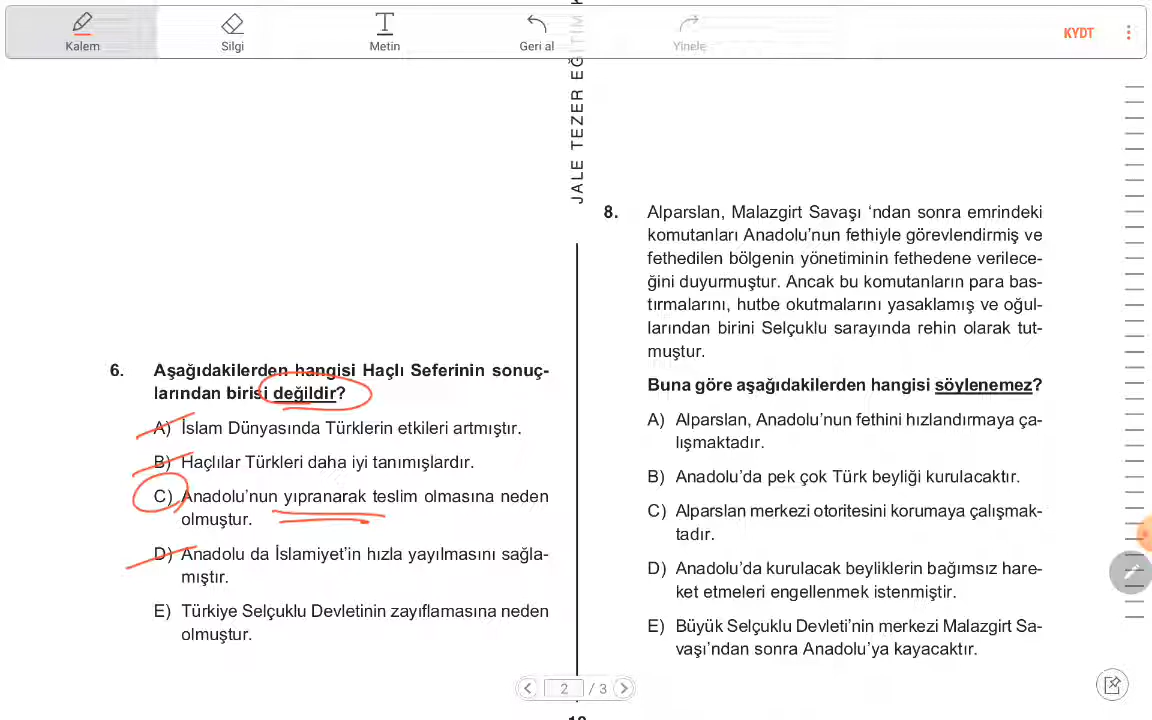 Kalem
Silgi
Metin
Geri al
Yinele
KYDT
JALE TEZER EĞİTİM
6. Aşağıdakilerden hangisi Haçlı Seferinin sonuç-
larından birisi değildir?
A) İslam Dünyasında Türklerin etkileri artmıştır.
B) Haçlılar Türkleri daha iyi tanımışlardır.
C) Anadolu'nun yıpranarak teslim olmasına neden
olmuştur.
D) Anadolu da İslamiyet'in hızla yayılmasını sağla-
mıştır.
E) Türkiye Selçuklu Devletinin zayıflamasına neden
olmuştur.
8. Alparslan, Malazgirt Savaşı 'ndan sonra emrindeki
komutanları Anadolu'nun fethiyle görevlendirmiş ve
fethedilen bölgenin yönetiminin fethedene verilece-
ğini duyurmuştur. Ancak bu komutanların para bas-
tırmalarını, hutbe okutmalarını yasaklamış ve oğul-
larından birini Selçuklu sarayında rehin olarak tut-
muştur.
Buna göre aşağıdakilerden hangisi söylenemez?
A) Alparslan, Anadolu'nun fethini hızlandırmaya ça-
lışmaktadır.
B) Anadolu'da pek çok Türk beyliği kurulacaktır.
C) Alparslan merkezi otoritesini korumaya çalışmak-
tadır.
D) Anadolu'da kurulacak beyliklerin bağımsız hare-
ket etmeleri engellenmek istenmiştir.
E) Büyük Selçuklu Devleti'nin merkezi Malazgirt Sa-
vaşı'ndan sonra Anadolu'ya kayacaktır.
2 / 3